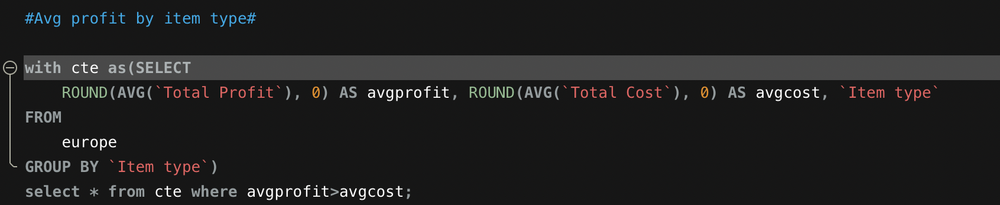 #Avg profit by item type#
with cte as(SELECT
ROUND(AVG(`Total Profit`), 0) AS avgprofit, ROUND(AVG(`Total Cost`), 0) AS avgcost, `Item type`
FROM
europe
GROUP BY `Item type`)
select * from cte where avgprofit>avgcost;